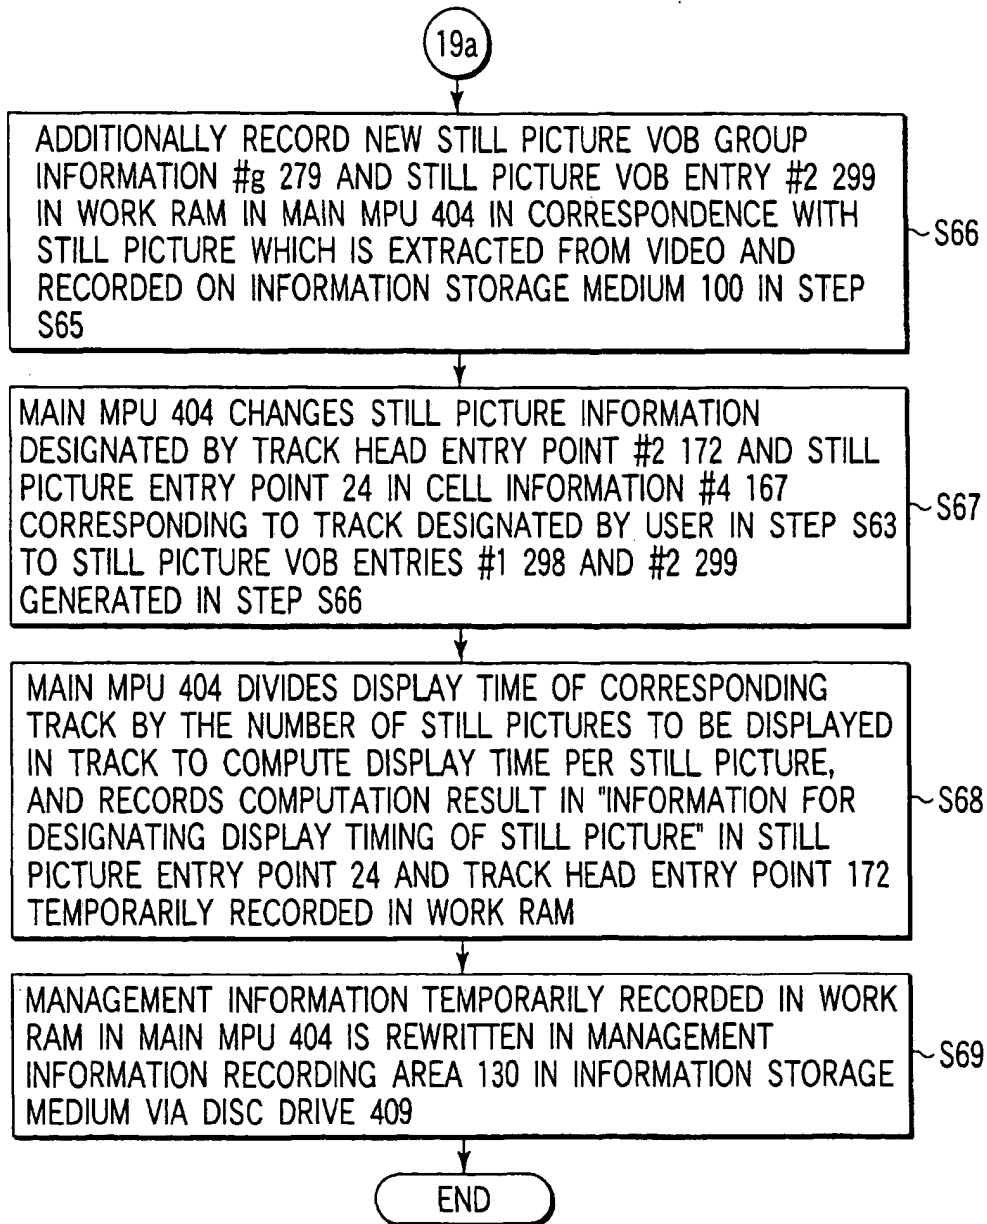 19a
ADDITIONALLY RECORD NEW STILL PICTURE VOB GROUP
INFORMATION #g 279 AND STILL PICTURE VOB ENTRY #2 299
IN WORK RAM IN MAIN MPU 404 IN CORRESPONDENCE WITH
STILL PICTURE WHICH IS EXTRACTED FROM VIDEO AND
RECORDED ON INFORMATION STORAGE MEDIUM 100 IN STEP
S65
S66
MAIN MPU 404 CHANGES STILL PICTURE INFORMATION
DESIGNATED BY TRACK HEAD ENTRY POINT #2 172 AND STILL
PICTURE ENTRY POINT 24 IN CELL INFORMATION #4 167
CORRESPONDING TO TRACK DESIGNATED BY USER IN STEP S63
TO STILL PICTURE VOB ENTRIES #1 298 AND #2 299
GENERATED IN STEP S66
S67
MAIN MPU 404 DIVIDES DISPLAY TIME OF CORRESPONDING
TRACK BY THE NUMBER OF STILL PICTURES TO BE DISPLAYED
IN TRACK TO COMPUTE DISPLAY TIME PER STILL PICTURE,
AND RECORDS COMPUTATION RESULT IN "INFORMATION FOR
DESIGNATING DISPLAY TIMING OF STILL PICTURE" IN STILL
PICTURE ENTRY POINT 24 AND TRACK HEAD ENTRY POINT 172
TEMPORARILY RECORDED IN WORK RAM
S68
MANAGEMENT INFORMATION TEMPORARILY RECORDED IN WORK
RAM IN MAIN MPU 404 IS REWRITTEN IN MANAGEMENT
INFORMATION RECORDING AREA 130 IN INFORMATION STORAGE
MEDIUM VIA DISC DRIVE 409
S69
END